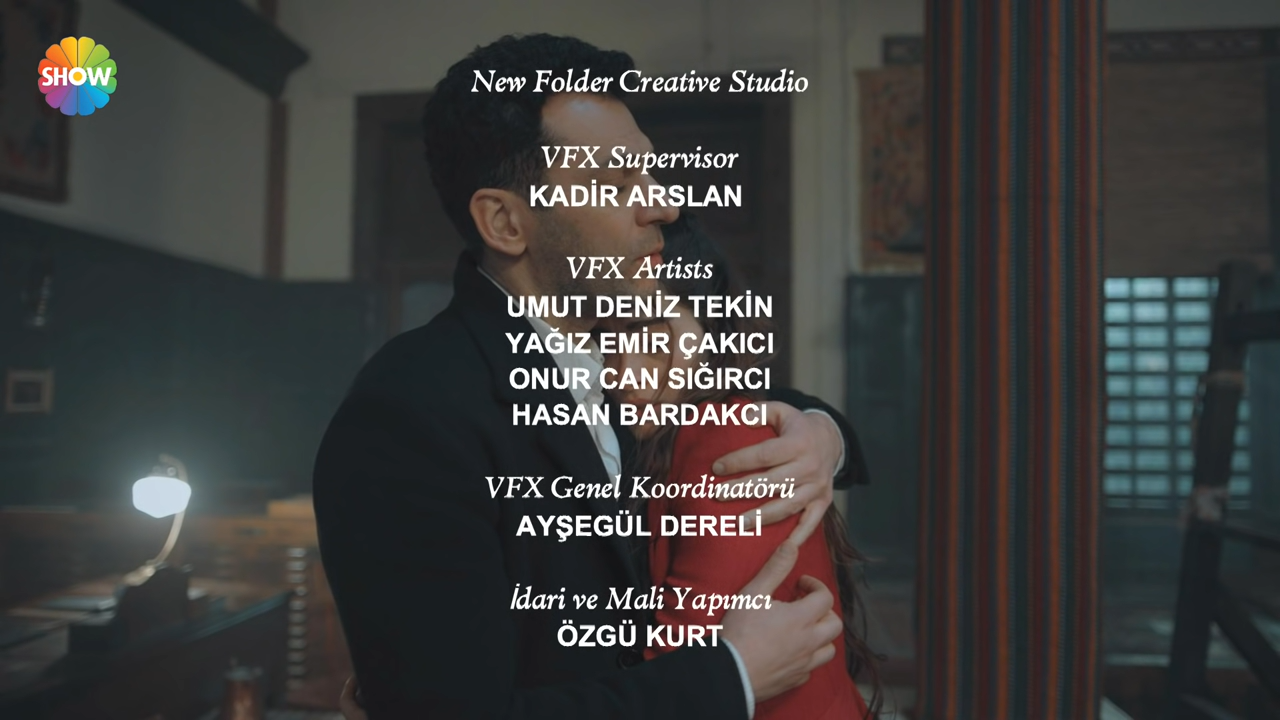 SHOW
New Folder Creative Studio
VFX Supervisor
KADİR ARSLAN
VFX Artists
UMUT DENİZ TEKİN
YAĞIZ EMİR ÇAKICI
ONUR CAN SIĞIRCI
HASAN BARDAKCI
VFX Genel Koordinatörü
AYŞEGÜL DERELİ
İdari ve Mali Yapımcı
ÖZGÜ KURT